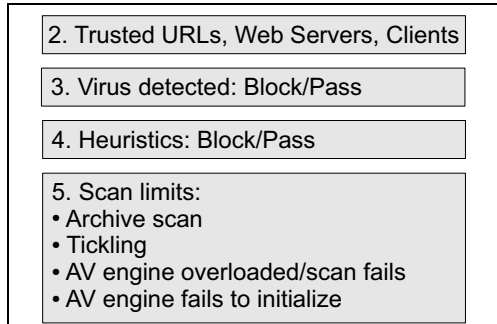 2. Trusted URLs, Web Servers, Clients
3. Virus detected: Block/Pass
4. Heuristics: Block/Pass
5. Scan limits:
• Archive scan
• Tickling
• AV engine overloaded/scan fails
• AV engine fails to initialize